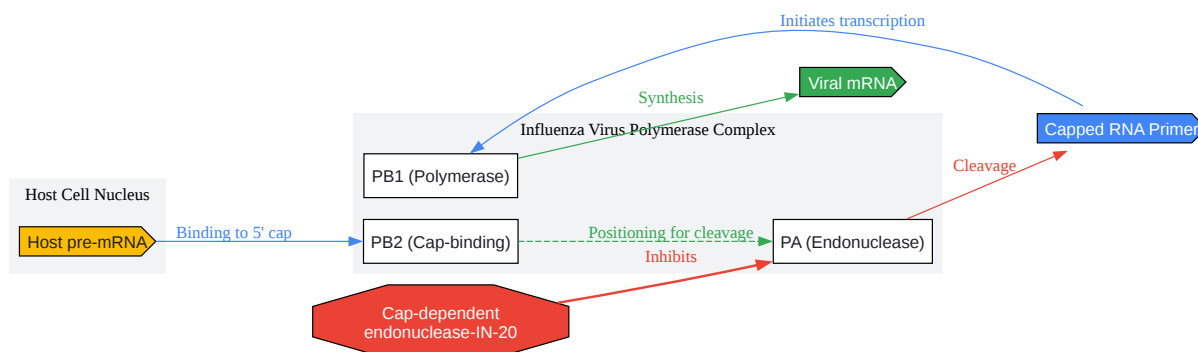 Initiates transcription
Viral mRNA
Synthesis
Influenza Virus Polymerase Complex
Capped RNA Primer
PB1 (Polymerase)
Cleavage
Host Cell Nucleus
Host pre-mRNA
Binding to 5' cap
PB2 (Cap-binding)
Positioning for cleavage
PA (Endonuclease)
Inhibits
Cap-dependent
endonuclease-IN-20